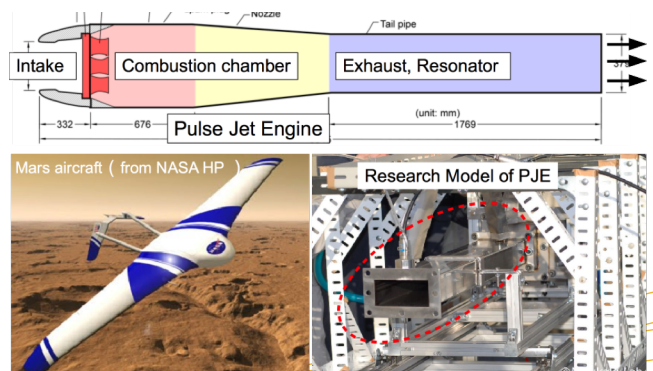 Nozzle
Tail pipe
Intake
Combustion chamber
Exhaust, Resonator
(unit: mm)
332
676
Pulse Jet Engine
1769
Mars aircraft ( from NASA HP )
Research Model of PJE
NASA